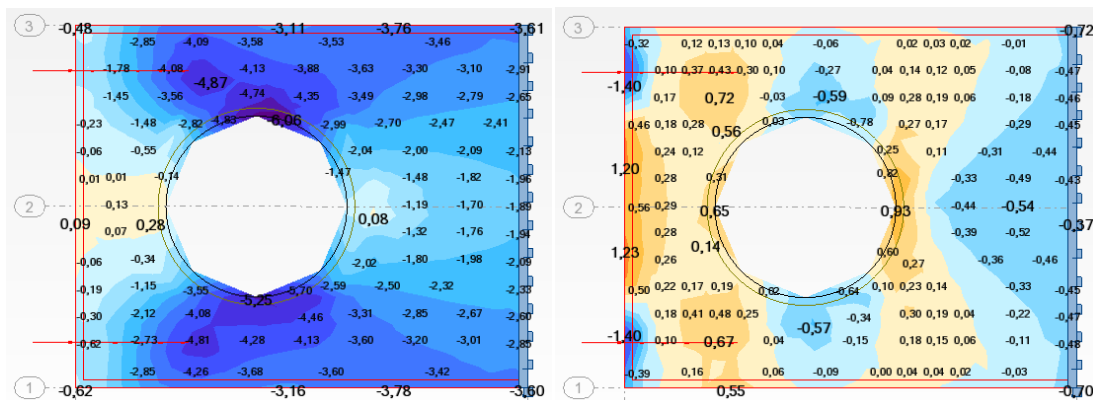 3 -0,48 -3,11 -3,76 -3,61
-2,85 -4,09 -3,58 -3,53 -3,46
-1,78 -4,08 -4,13 -3,88 -3,63 -3,30 -3,10 -2,91
-4,87
-1,45 -3,56 -4,74 -4,35 -3,49 -2,98 -2,79 -2,65
-0,23 -1,48 -2,82 -4,83 -6,06 -2,99 -2,70 -2,47 -2,41
-0,06 -0,55 -2,04 -2,00 -2,09 -2,13
0,01 0,01 -0,14 -1,47 -1,48 -1,82 -1,96
2 0,13 -1,19 -1,70 -1,89
0,09 0,07 0,28 0,08 -1,32 -1,76 -1,94
-0,06 -0,34 -2,02 -1,80 -1,98 -2,09
-0,19 -1,15 -3,55 -5,25 -5,70 -2,59 -2,50 -2,32 -2,33
-0,30 -2,12 -4,08 -4,46 -3,31 -2,85 -2,67 -2,60
-0,62 -2,73 -4,81 -4,28 -4,13 -3,60 -3,20 -3,01 -2,85
-2,85 -4,26 -3,68 -3,60 -3,42
1 -0,62 -3,16 -3,78 -3,60
3 -0,72
-0,32 0,12 0,13 0,10 0,04 -0,06 0,02 0,03 0,02 -0,01
0,10 0,37 0,43 0,30 0,10 -0,27 0,04 0,14 0,12 0,05 -0,08 -0,47
-1,40
0,17 0,72 -0,03 -0,59 0,09 0,28 0,19 0,06 -0,18 -0,46
0,46 0,18 0,28 0,56 0,03 -0,78 0,27 0,17 -0,29 -0,45
0,24 0,12 0,25 0,11 -0,31 -0,44
1,20 0,28 0,31 0,82 -0,33 -0,49 -0,43
2 0,56 0,29 0,65 0,93 -0,44 -0,54
0,28 -0,39 -0,52 -0,37
1,23 0,26 0,14 0,60 0,27 -0,36 -0,46
0,50 0,22 0,17 0,19 0,62 -0,64 0,10 0,23 0,14 -0,33 -0,45
0,18 0,41 0,48 0,25 -0,57 -0,34 0,30 0,19 0,04 -0,22 -0,48
-1,40 0,10 0,67 0,04 -0,15 0,18 0,15 0,06 -0,11 -0,47
-0,39 0,16 0,06 -0,09 0,00 0,04 0,04 0,02 -0,03
1 0,55 -0,70